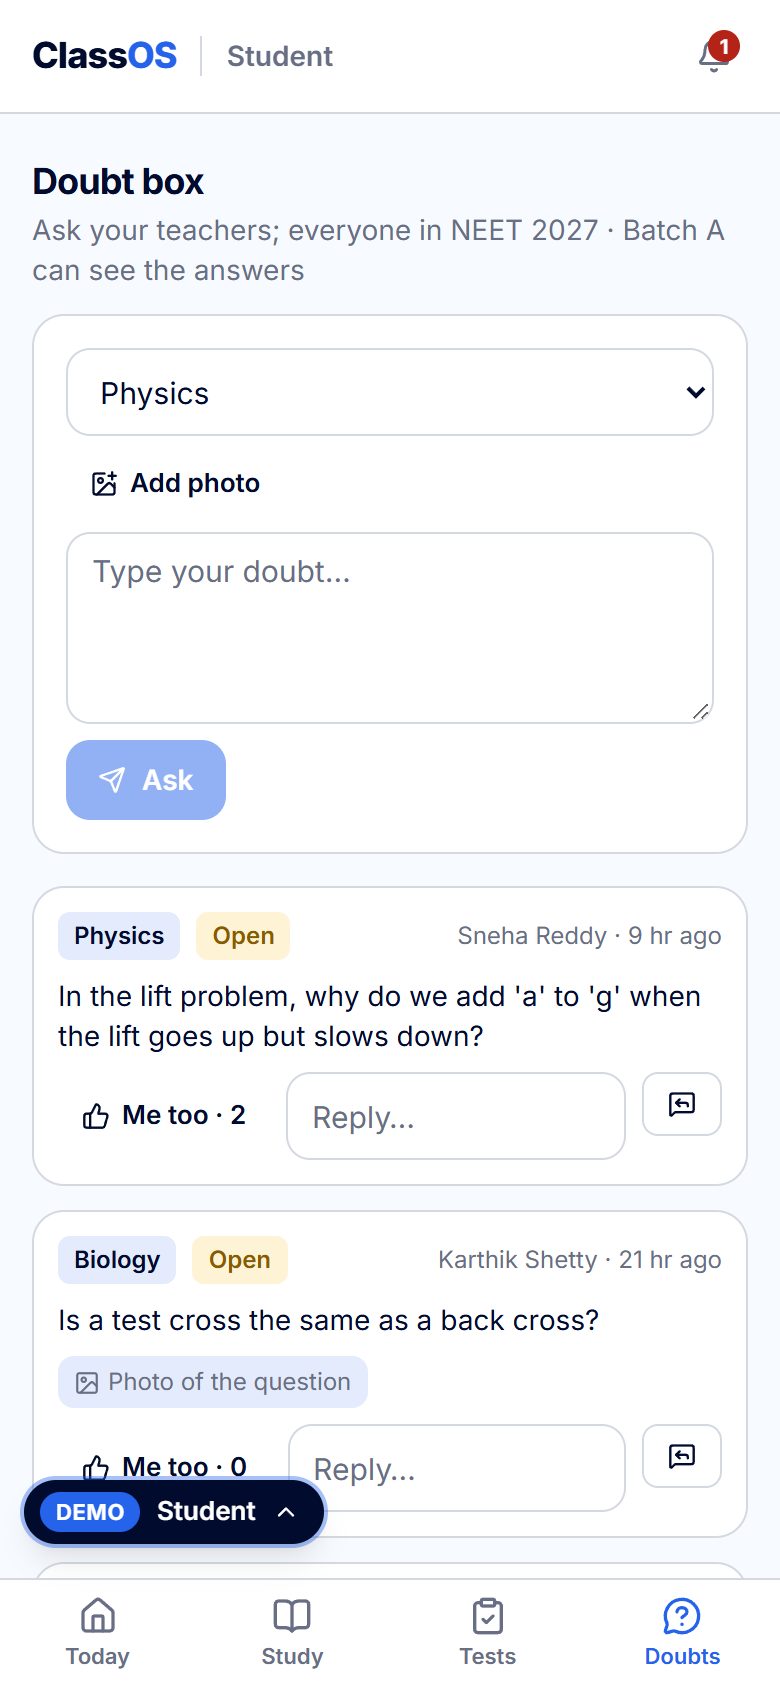 ClassOS Student 1
Doubt box
Ask your teachers; everyone in NEET 2027 · Batch A
can see the answers
Physics
Add photo
Type your doubt...
Ask
Physics Open Sneha Reddy · 9 hr ago
In the lift problem, why do we add 'a' to 'g' when
the lift goes up but slows down?
Me too · 2 Reply...
Biology Open Karthik Shetty · 21 hr ago
Is a test cross the same as a back cross?
Photo of the question
Me too · 0 Reply...
DEMO Student
Today Study Tests Doubts